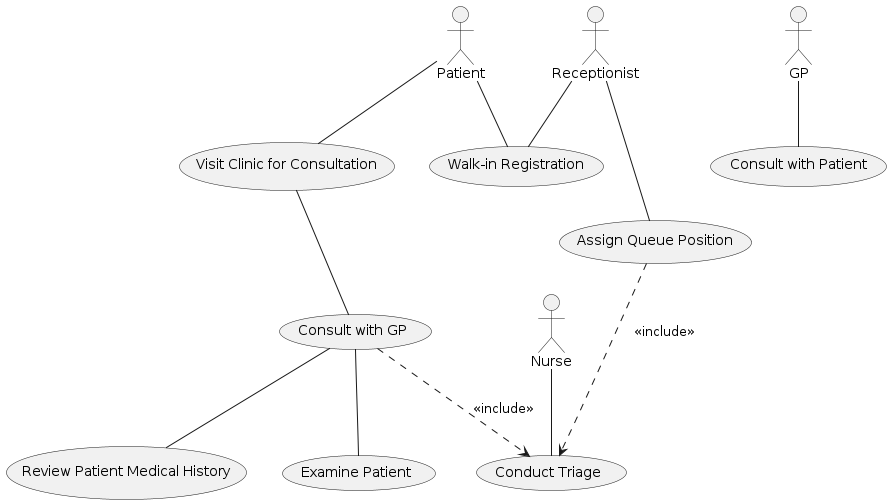 Patient
Receptionist
GP
Visit Clinic for Consultation
Walk-in Registration
Consult with Patient
Assign Queue Position
Consult with GP
«include»
Nurse
«include»
Review Patient Medical History
Examine Patient
Conduct Triage